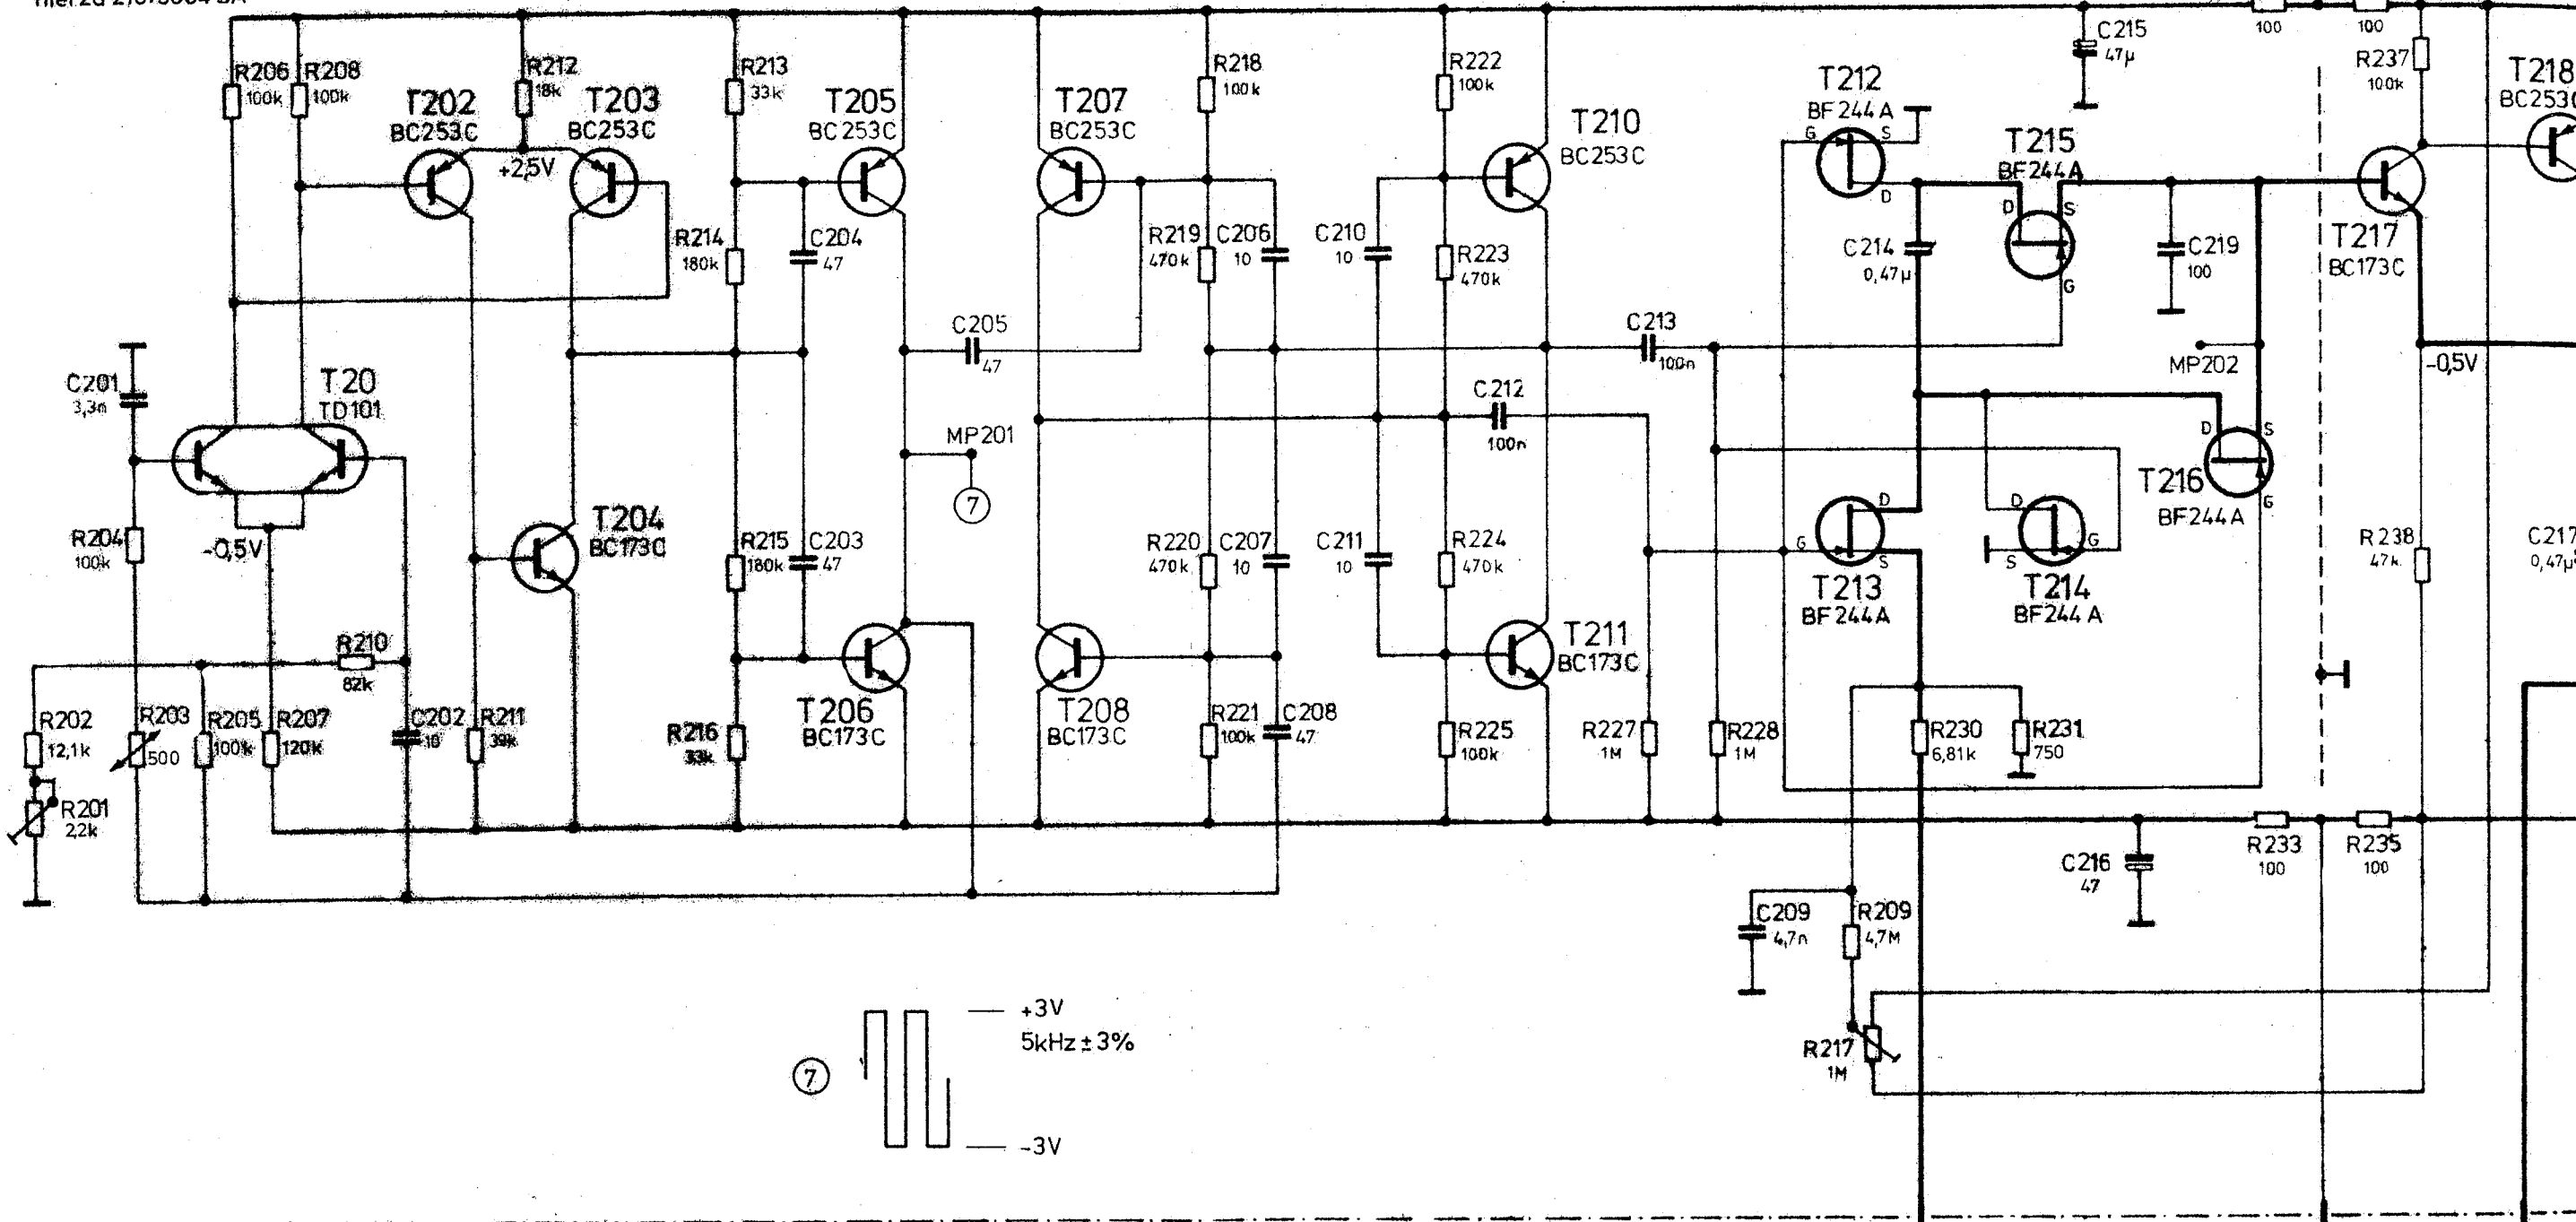 R206
100k
R208
100k
T202
BC253C
R212
18k
+2,5V
T203
BC253C
R213
33k
T205
BC253C
T207
BC253C
R218
100k
R222
100k
T210
BC253C
T212
BF244A
G
S
D
C215
47µ
T215
BF244A
D
S
G
100
100
R237
100k
T218
BC253
R214
180k
C204
47
R219
470k
C206
10
C210
10
R223
470k
C214
0,47µ
C219
100
T217
BC173C
C201
3,3n
T20
TD101
C205
47
C213
100n
C212
100n
MP202
-0,5V
MP201
7
R204
100k
-0,5V
T204
BC173C
R215
180k
C203
47
R220
470k
C207
10
C211
10
R224
470k
G
D
S
T213
BF244A
D
G
S
T214
BF244A
D
S
T216
G
BF244A
R238
47k
C217
0,47µ
R210
82k
R202
12,1k
R203
500
R205
100k
R207
120k
C202
10
R211
39k
R216
33k
T206
BC173C
T208
BC173C
R221
100k
C208
47
R225
100k
T211
BC173C
R227
1M
R228
1M
R230
6,81k
R231
750
R201
2,2k
C216
47
R233
100
R235
100
C209
4,7n
R209
4,7M
R217
1M
7
+3V
5kHz ± 3%
-3V